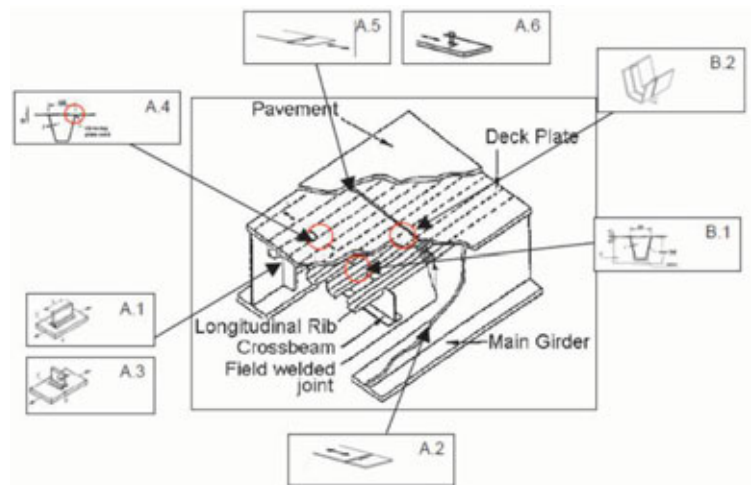 A.5
A.6
B.2
A.4
Pavement
Deck Plate
B.1
A.1
Longitudinal Rib
Crossbeam
Main Girder
Field welded
joint
A.3
A.2